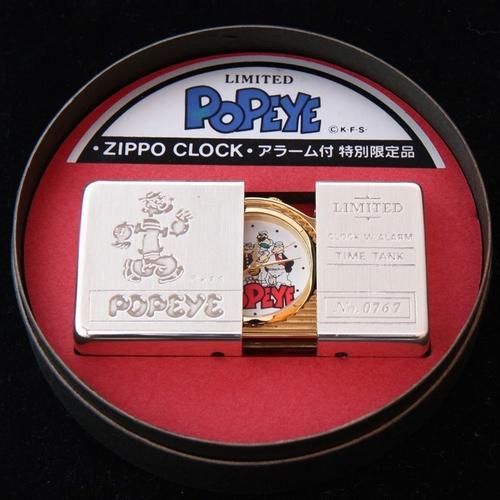 LIMITED
POPEYE
©K·F·S·
·ZIPPO CLOCK·アラーム付 特別限定品
LIMITED
CLOCK W/ALARM
TIME TANK
No. 0767
POPEYE
POPEYE